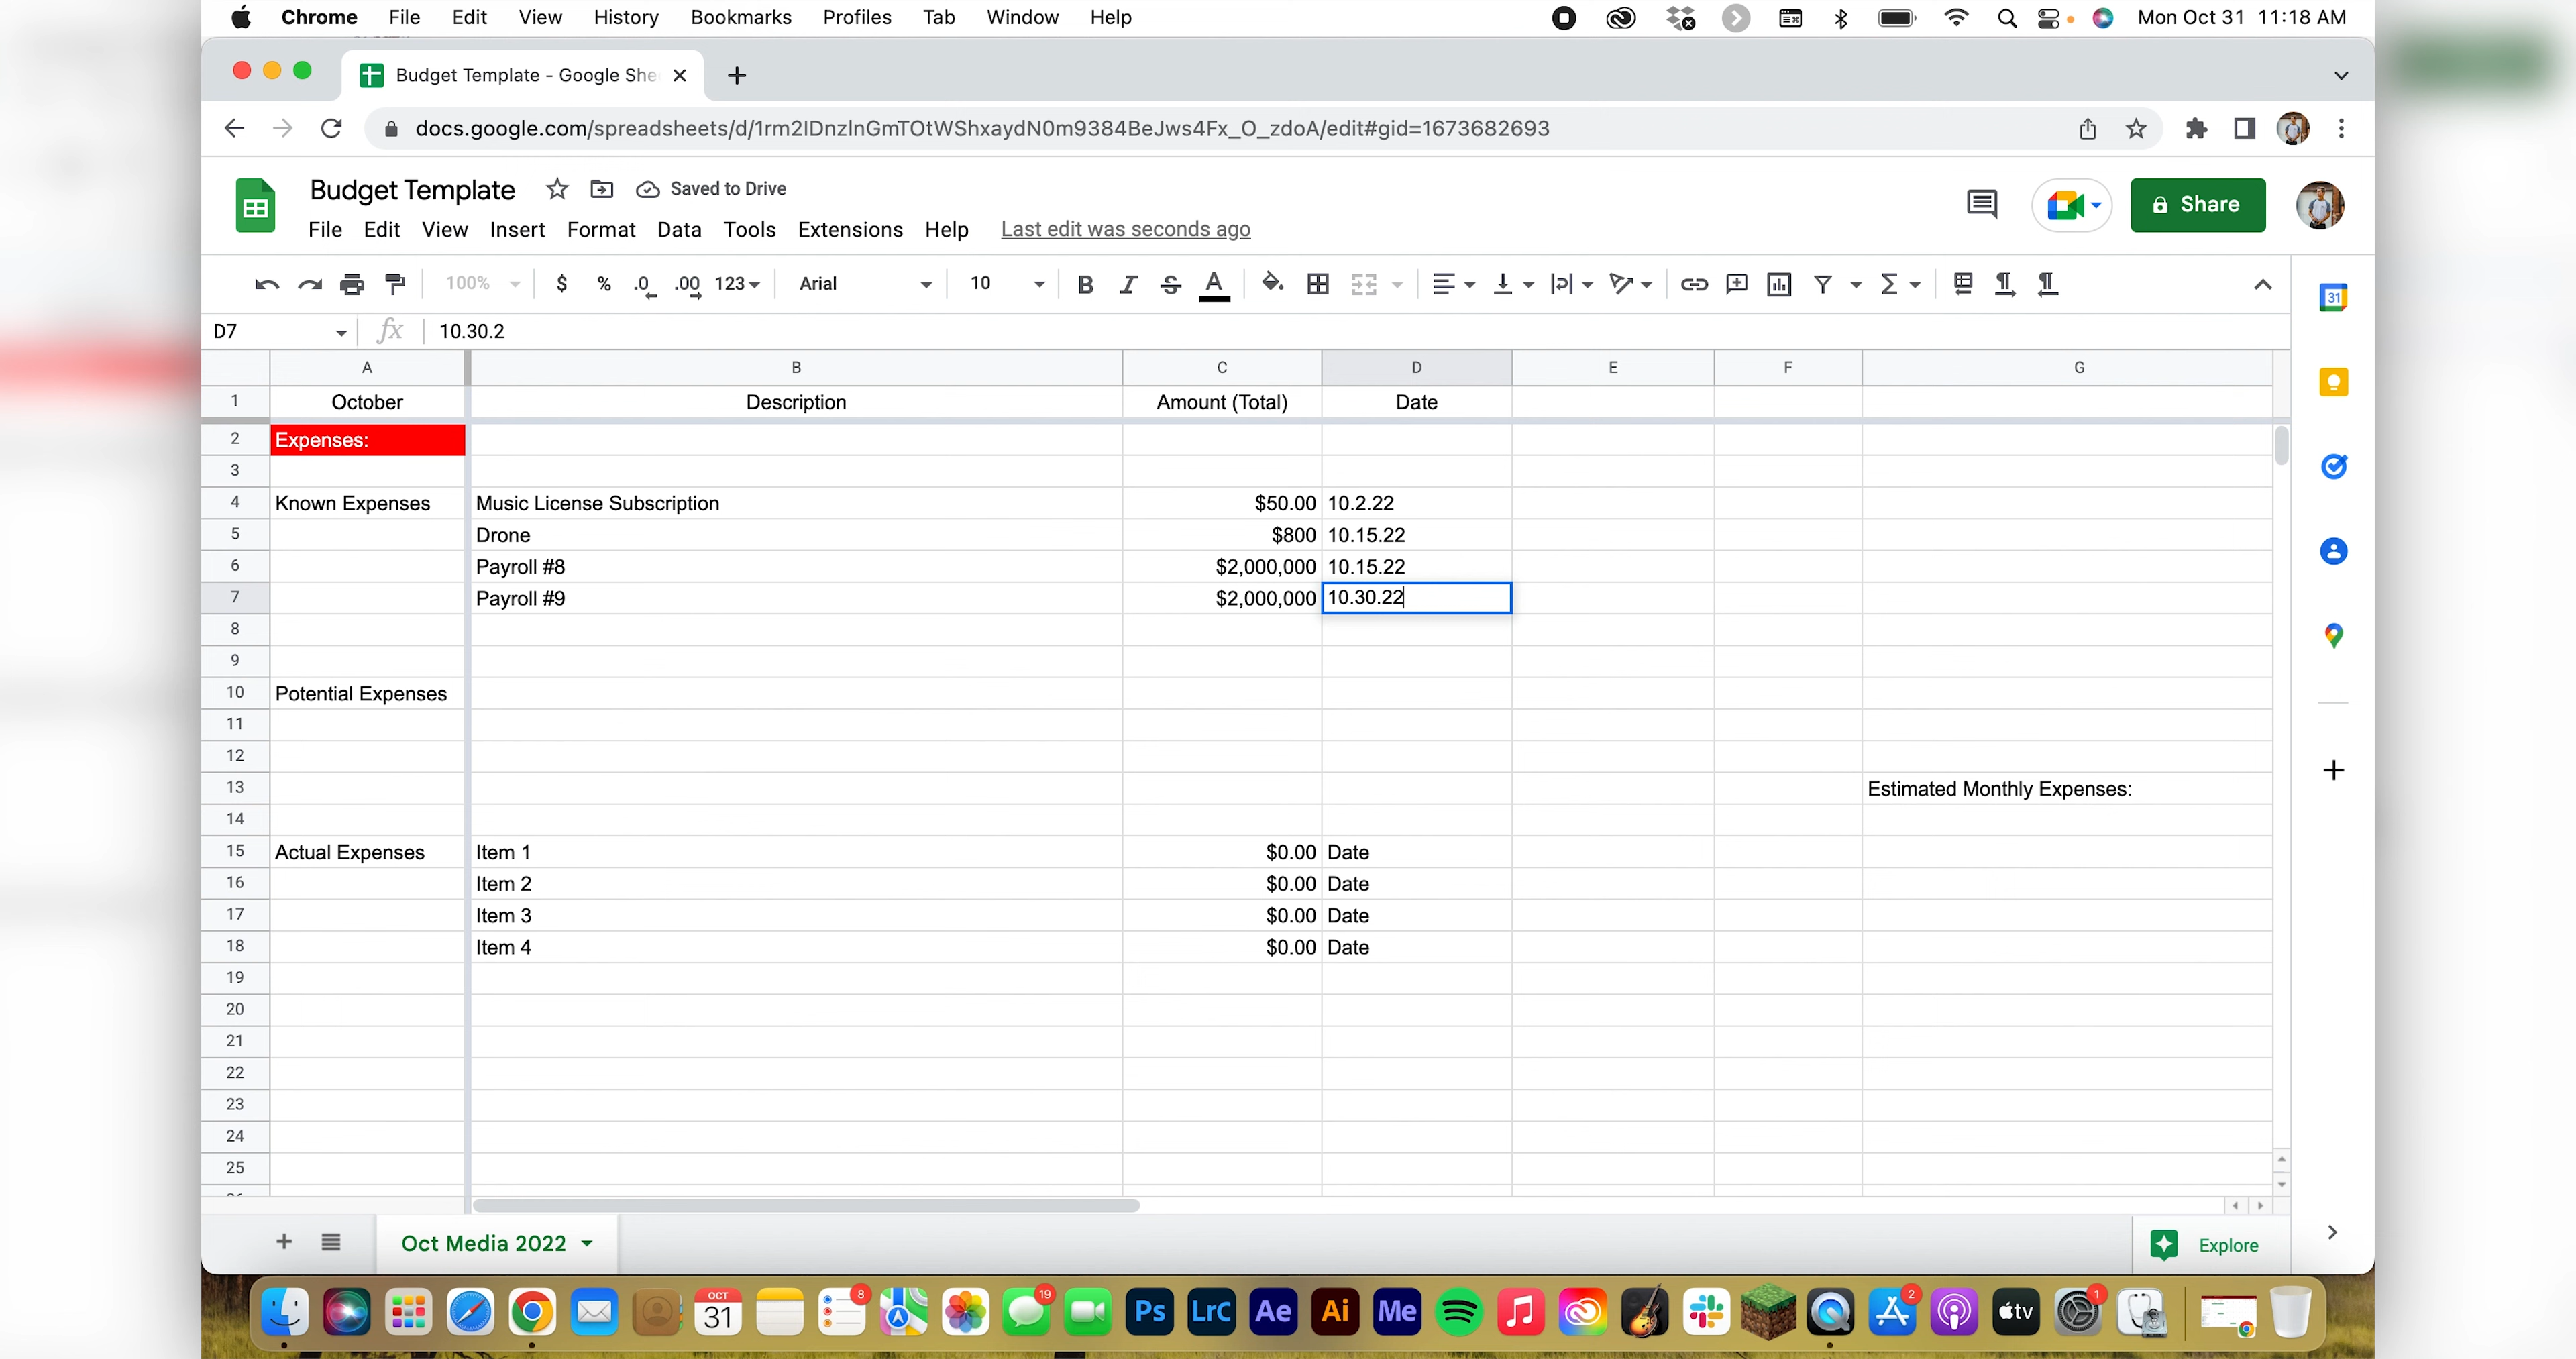 Chrome File Edit View History Bookmarks Profiles Tab Window Help Mon Oct 31 11:18 AM
Budget Template - Google She
docs.google.com/spreadsheets/d/1rm2IDnzlnGmTOtWShxaydN0m9384BeJws4Fx_O_zdoA/edit#gid=1673682693
Budget Template Saved to Drive
Share
File Edit View Insert Format Data Tools Extensions Help Last edit was seconds ago
100% $ % .0 .00 123 Arial 10 B I S A
31
D7 fx 10.30.2
A B C D E F G
1 October Description Amount (Total) Date
2 Expenses:
3
4 Known Expenses Music License Subscription $50.00 10.2.22
5 Drone $800 10.15.22
6 Payroll #8 $2,000,000 10.15.22
7 Payroll #9 $2,000,000 10.30.22
8
9
10 Potential Expenses
11
12
13 Estimated Monthly Expenses:
14
15 Actual Expenses Item 1 $0.00 Date
16 Item 2 $0.00 Date
17 Item 3 $0.00 Date
18 Item 4 $0.00 Date
19
20
21
22
23
24
25
Oct Media 2022 Explore
OCT 31 8 19 Ps LrC Ae Ai Me 2 tv 1